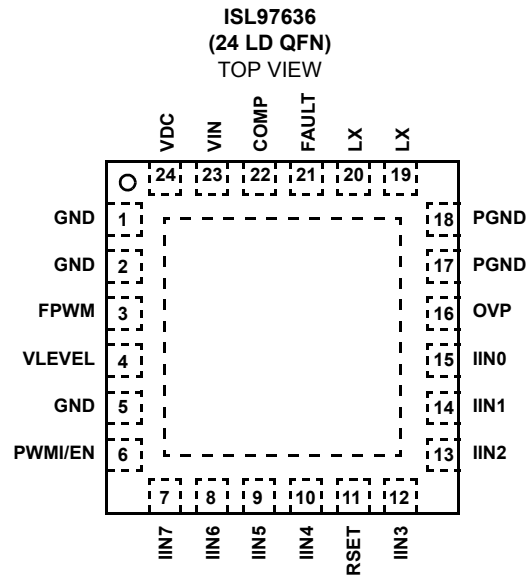 ISL97636
(24 LD QFN)
TOP VIEW
VDC
VIN
COMP
FAULT
LX
LX
24 23 22 21 20 19
GND 1
GND 2
FPWM 3
VLEVEL 4
GND 5
PWMI/EN 6
18 PGND
17 PGND
16 OVP
15 IIN0
14 IIN1
13 IIN2
7 8 9 10 11 12
IIN7
IIN6
IIN5
IIN4
RSET
IIN3